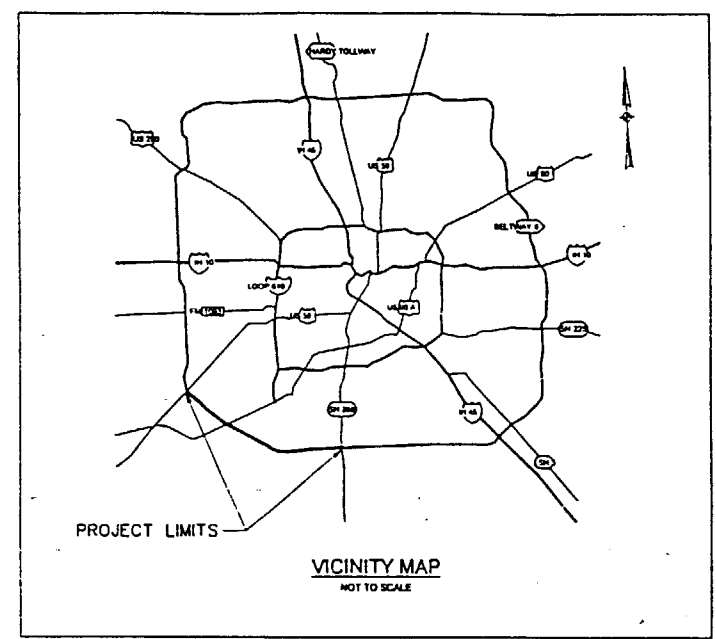 HARDY TOLLWAY
US 290
IH 45
US 59
US 90
BELTWAY 8
IH 10
IH 10
LOOP 610
FM 1093
US 59
US 90 A
SH 225
SH 288
IH 45
SH
PROJECT LIMITS
VICINITY MAP
NOT TO SCALE